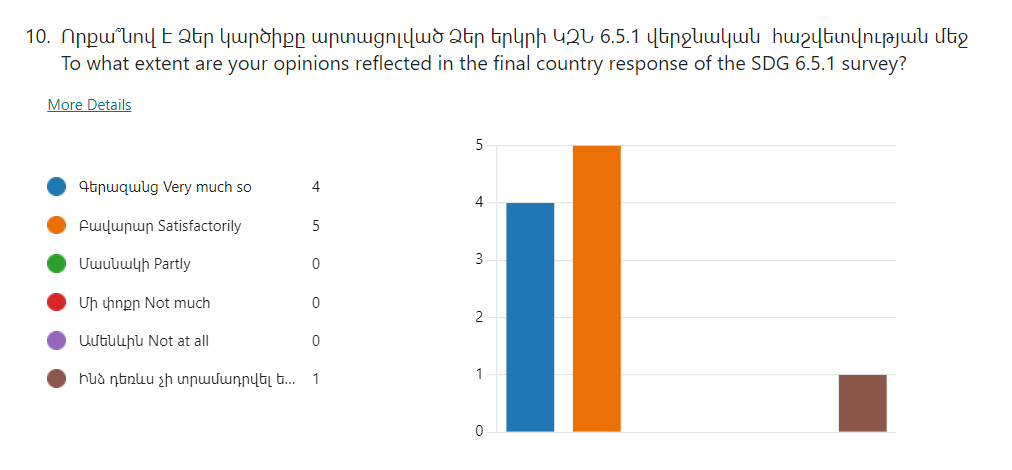 10. Որքա՞նով է Ձեր կարծիքը արտացոլված Ձեր երկրի ԿԶՆ 6.5.1 վերջնական հաշվետվության մեջ
To what extent are your opinions reflected in the final country response of the SDG 6.5.1 survey?
More Details
Գերազանց Very much so 4
Բավարար Satisfactorily 5
Մասնակի Partly 0
Մի փոքր Not much 0
Ամենևին Not at all 0
Ինձ դեռևս չի տրամադրվել ե... 1
5
4
3
2
1
0